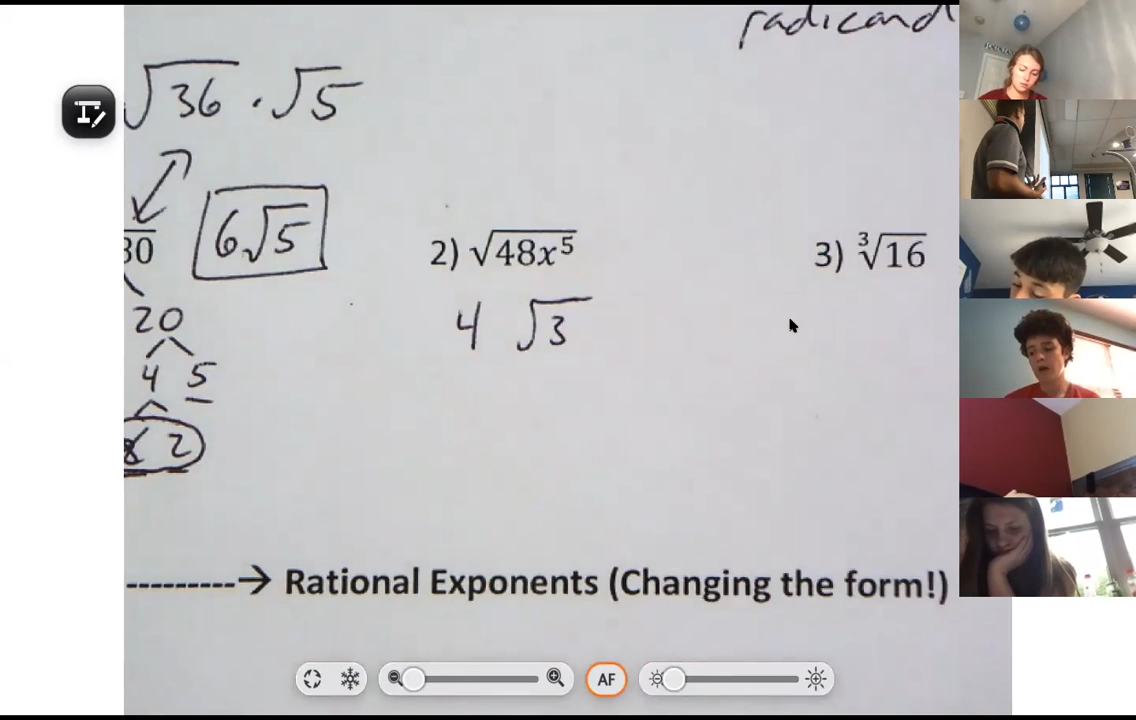 radicand
√36 · √5
30
6√5
2) √48x⁵
3) ∛16
20
4 √3
4 5
2
---------→ Rational Exponents (Changing the form!)
AF